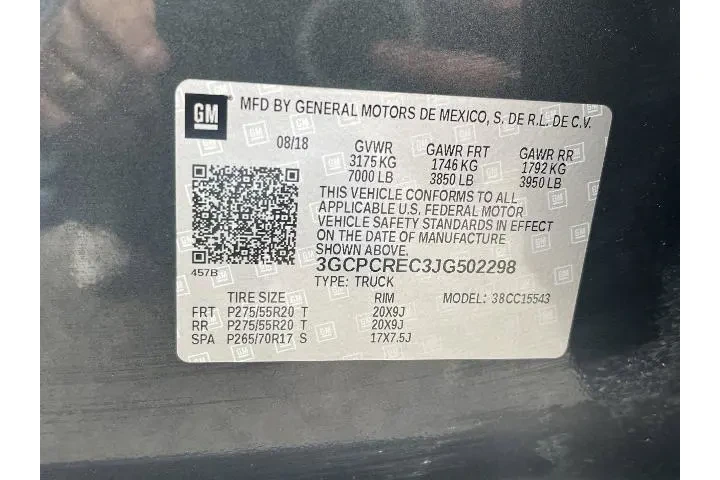 GM MFD BY GENERAL MOTORS DE MEXICO, S. DE R.L. DE C.V.
08/18 GVWR GAWR FRT GAWR RR
3175 KG 1746 KG 1792 KG
7000 LB 3850 LB 3950 LB
THIS VEHICLE CONFORMS TO ALL
APPLICABLE U.S. FEDERAL MOTOR
VEHICLE SAFETY STANDARDS IN EFFECT
ON THE DATE OF MANUFACTURE
SHOWN ABOVE.
457B 3GCPCREC3JG502298
TYPE: TRUCK
TIRE SIZE RIM MODEL: 38CC15543
FRT P275/55R20 T 20X9J
RR P275/55R20 T 20X9J
SPA P265/70R17 S 17X7.5J